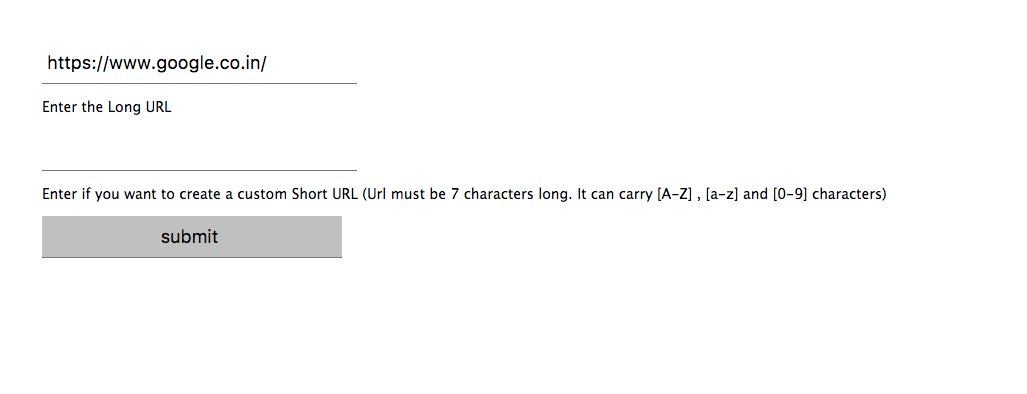 https://www.google.co.in/
Enter the Long URL
Enter if you want to create a custom Short URL (Url must be 7 characters long. It can carry [A-Z] , [a-z] and [0-9] characters)
submit